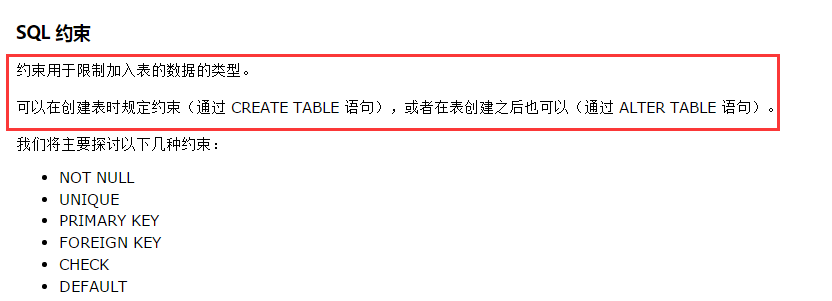 SQL 约束
约束用于限制加入表的数据的类型。
可以在创建表时规定约束（通过 CREATE TABLE 语句），或者在表创建之后也可以（通过 ALTER TABLE 语句）。
我们将主要探讨以下几种约束：
• NOT NULL
• UNIQUE
• PRIMARY KEY
• FOREIGN KEY
• CHECK
• DEFAULT